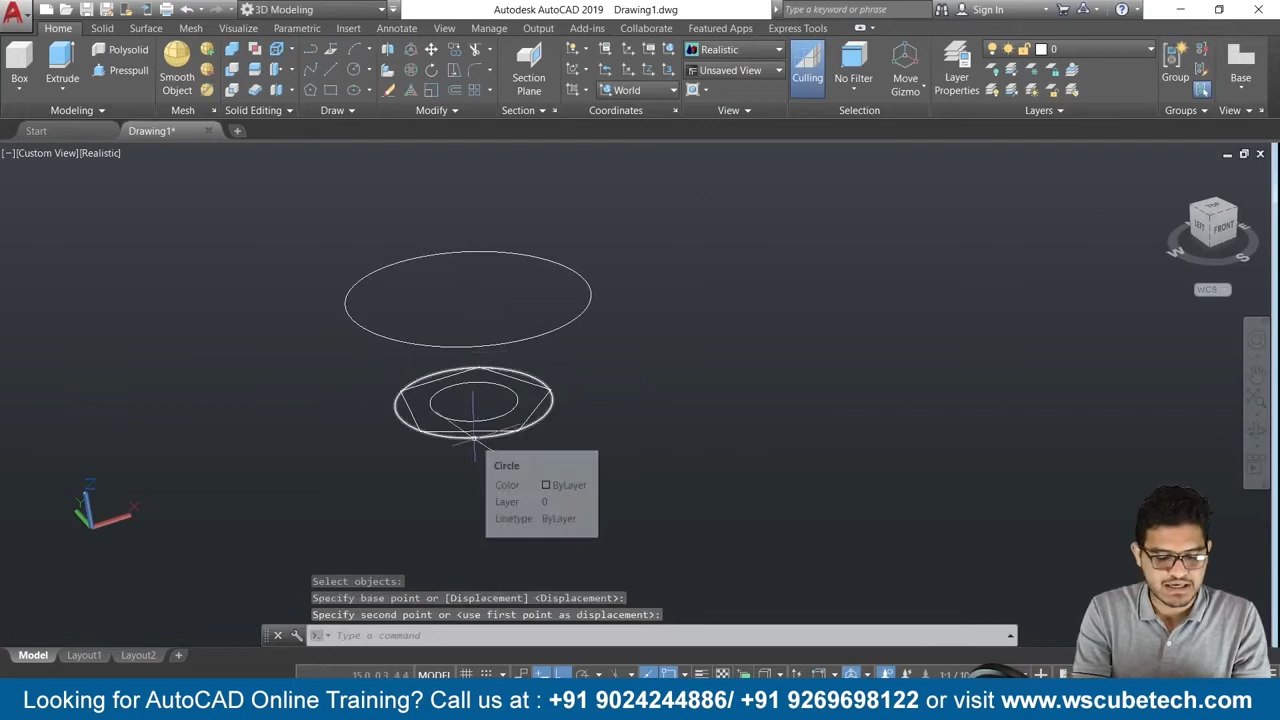 3D Modeling
Autodesk AutoCAD 2019 Drawing1.dwg
Type a keyword or phrase
Sign In
Home Solid Surface Mesh Visualize Parametric Insert Annotate View Manage Output Add-ins Collaborate Express Tools Featured Apps
Box
Extrude
Polysolid
Presspull
Smooth
Object
Section
Plane
World
Realistic
Unsaved View
Culling
No Filter
Move
Gizmo
Layer
Properties
0
Group
Base
Modeling
Mesh
Solid Editing
Draw
Modify
Section
Coordinates
View
Selection
Layers
Groups
View
Start
Drawing1*
[−][Custom View][Realistic]
TOP
LEFT
FRONT
W
S
WCS
Circle
Color ByLayer
Layer 0
Linetype ByLayer
Z
Y
X
Select objects:
Specify base point or [Displacement] <Displacement>:
Specify second point or <use first point as displacement>:
Type a command
Model Layout1 Layout2
MODEL
Looking for AutoCAD Online Training? Call us at : +91 9024244886/ +91 9269698122 or visit www.wscubetech.com